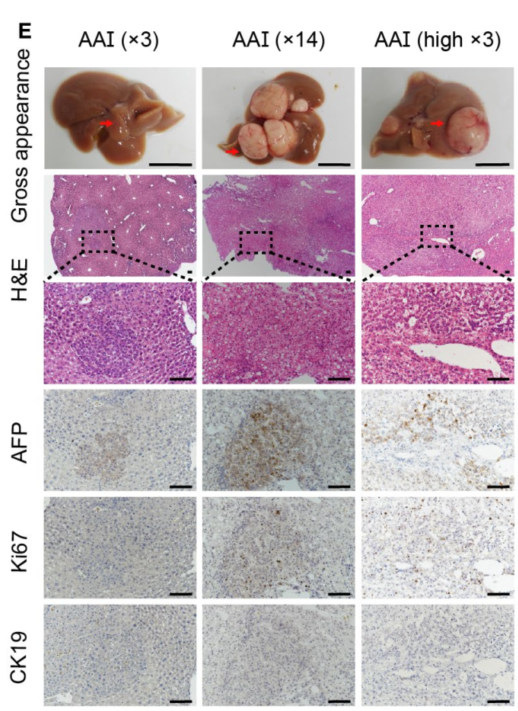 E
AAI (×3)
AAI (×14)
AAI (high ×3)
Gross appearance
H&E
AFP
Ki67
CK19